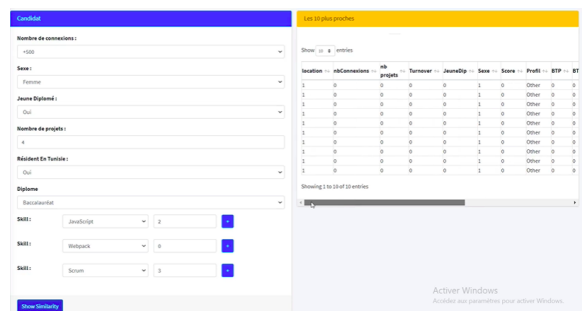 Candidat
Nombre de connexions :
+500
Sexe :
Femme
Jeune Diplomé :
Oui
Nombre de projets :
4
Résident En Tunisie :
Oui
Diplome
Baccalauréat
Skill : JavaScript 2 +
Skill : Webpack 0 +
Skill : Scrum 3 +
Show Similarity
Les 10 plus proches
Show 10 entries
location nbConnexions nb projets Turnover JeuneDip Sexe Score Profil BTP BT
1 0 0 0 0 1 0 Other 0 0
1 0 0 0 0 1 0 Other 0 0
1 0 0 0 0 1 0 Other 0 0
1 0 0 0 0 1 0 Other 0 0
1 0 0 0 0 1 0 Other 0 0
1 0 0 0 0 1 0 Other 0 0
1 0 0 0 0 1 0 Other 0 0
1 0 0 0 0 1 0 Other 0 0
1 0 0 0 0 1 0 Other 0 0
1 0 0 0 0 1 0 Other 0 0
Showing 1 to 10 of 10 entries
Activer Windows
Accédez aux paramètres pour activer Windows.